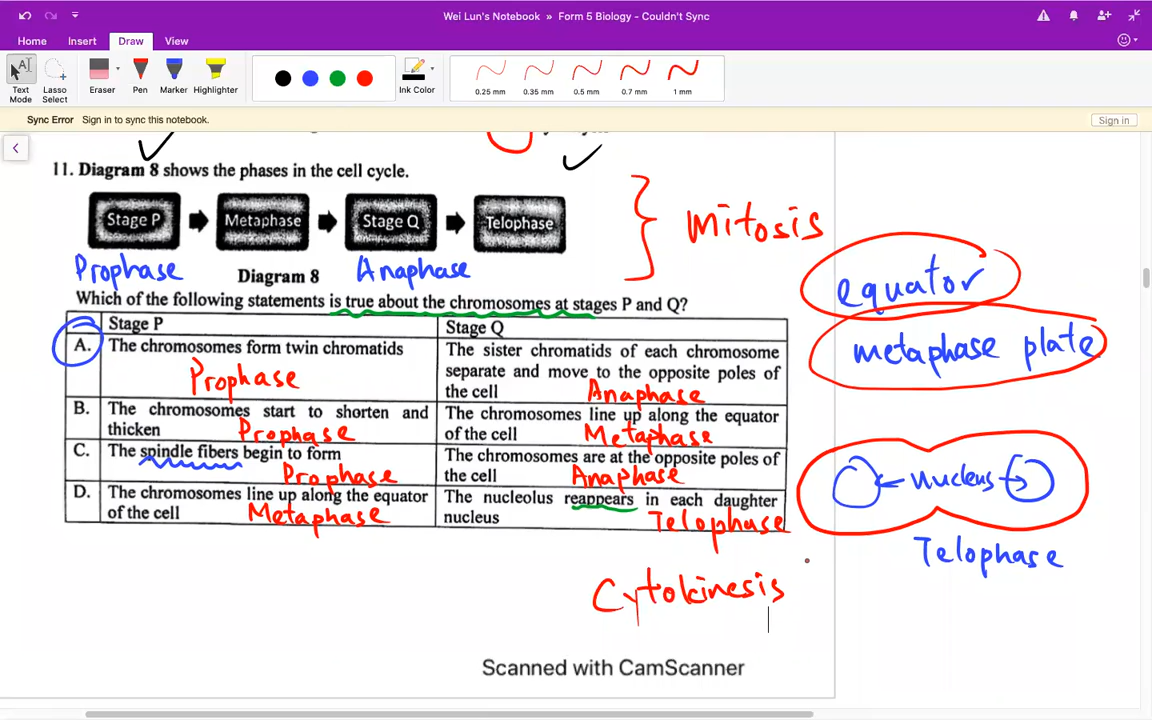 Wei Lun's Notebook » Form 5 Biology - Couldn't Sync
Home Insert Draw View
Text Mode
Lasso Select
Eraser
Pen
Marker
Highlighter
Ink Color
0.25 mm
0.35 mm
0.5 mm
0.7 mm
1 mm
Sync Error Sign in to sync this notebook.
Sign in
11. Diagram 8 shows the phases in the cell cycle.
Stage P
Metaphase
Stage Q
Telophase
Mitosis
Prophase
Diagram 8
Anaphase
equator
metaphase plate
Which of the following statements is true about the chromosomes at stages P and Q?
Stage P
Stage Q
A.
The chromosomes form twin chromatids
Prophase
The sister chromatids of each chromosome
separate and move to the opposite poles of
the cell
Anaphase
B.
The chromosomes start to shorten and
thicken
Prophase
The chromosomes line up along the equator
of the cell
Metaphase
C.
The spindle fibers begin to form
Prophase
The chromosomes are at the opposite poles of
the cell
Anaphase
D.
The chromosomes line up along the equator
of the cell
Metaphase
The nucleolus reappears in each daughter
nucleus
Telophase
nucleus
Telophase
Cytokinesis
Scanned with CamScanner